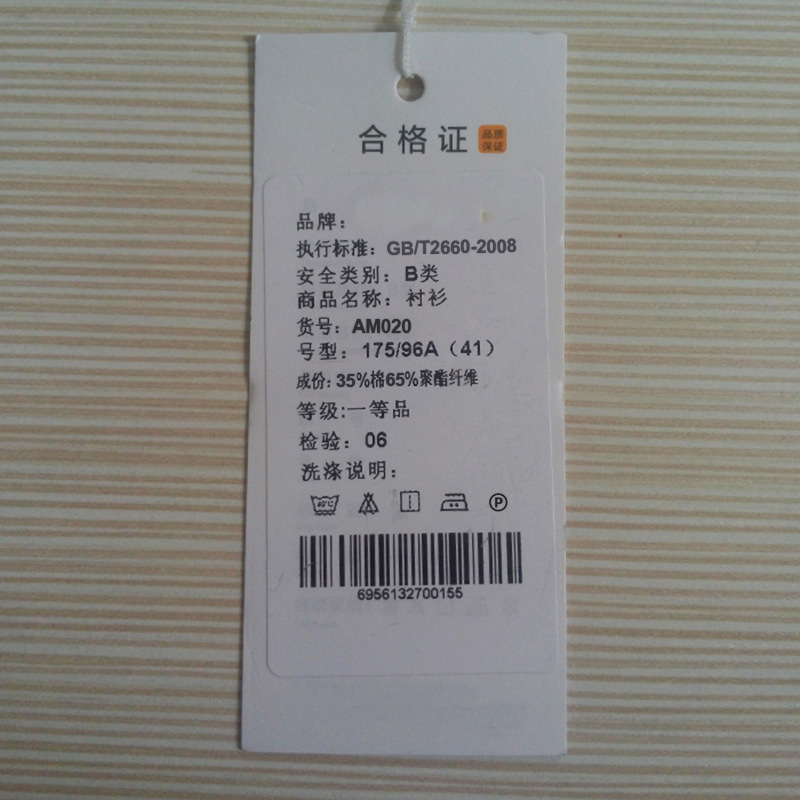 合格证 品质保证
品牌：
执行标准：GB/T2660-2008
安全类别：B类
商品名称：衬衫
货号：AM020
号型：175/96A（41）
成份：35%棉65%聚酯纤维
等级:一等品
检验：06
洗涤说明：
40℃
P
6956132700155